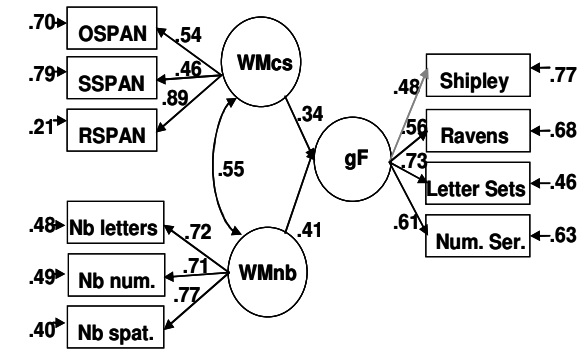 .70 OSPAN .54
.79 SSPAN .46
.21 RSPAN .89
WMcs
.34
.55
gF
.48 Shipley .77
.56 Ravens .68
.73 Letter Sets .46
.61 Num. Ser. .63
.41
.48 Nb letters .72
.49 Nb num. .71
.40 Nb spat. .77
WMnb